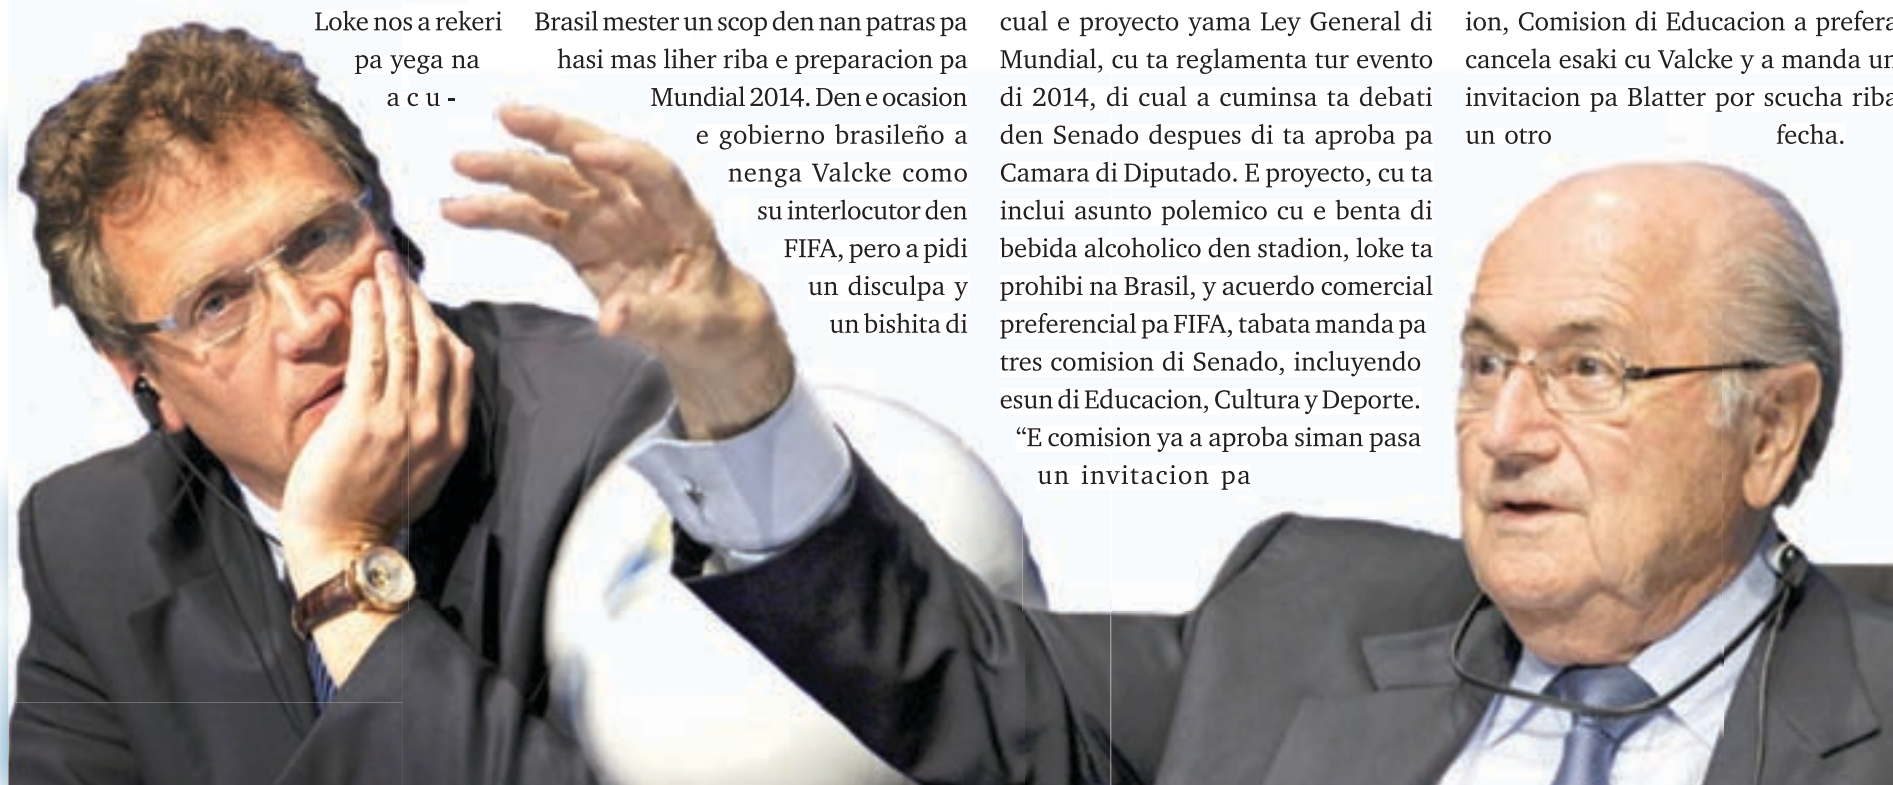 Loke nos a rekeri
pa yega na
acu-
Brasil mester un scop den nan patras pa
hasi mas liher riba e preparacion pa
Mundial 2014. Den e ocasion
e gobierno brasileño a
nenga Valcke como
su interlocutor den
FIFA, pero a pidi
un disculpa y
un bishita di
cual e proyecto yama Ley General di
Mundial, cu ta reglamenta tur evento
di 2014, di cual a cuminsa ta debati
den Senado despues di ta aproba pa
Camara di Diputado. E proyecto, cu ta
inclui asunto polemico cu e benta di
bebida alcoholico den stadion, loke ta
prohibi na Brasil, y acuerdo comercial
preferencial pa FIFA, tabata manda pa
tres comision di Senado, incluyendo
esun di Educacion, Cultura y Deporte.
“E comision ya a aproba siman pasa
un invitacion pa
ion, Comision di Educacion a prefera
cancela esaki cu Valcke y a manda un
invitacion pa Blatter por scucha riba
un otro fecha.